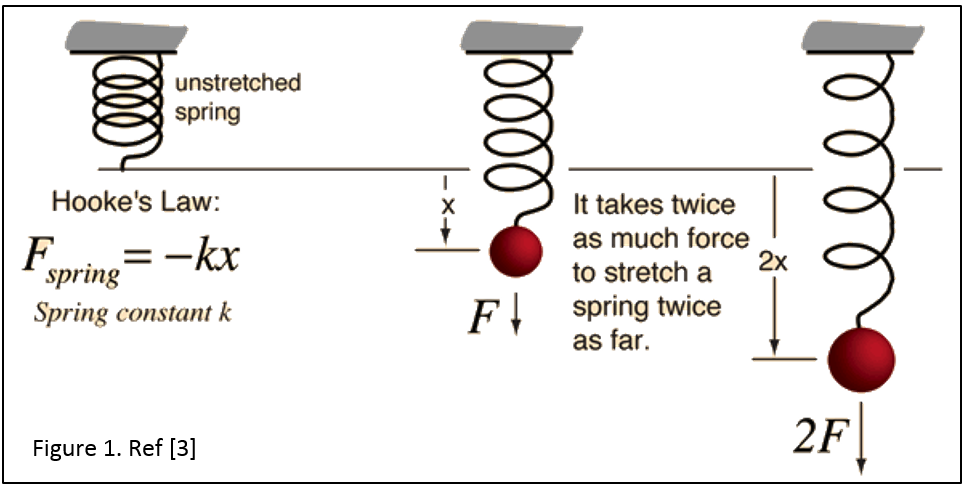 unstretched
spring
Hooke's Law:
Fspring = −kx
Spring constant k
x
F
It takes twice
as much force
to stretch a
spring twice
as far.
2x
2F
Figure 1. Ref [3]